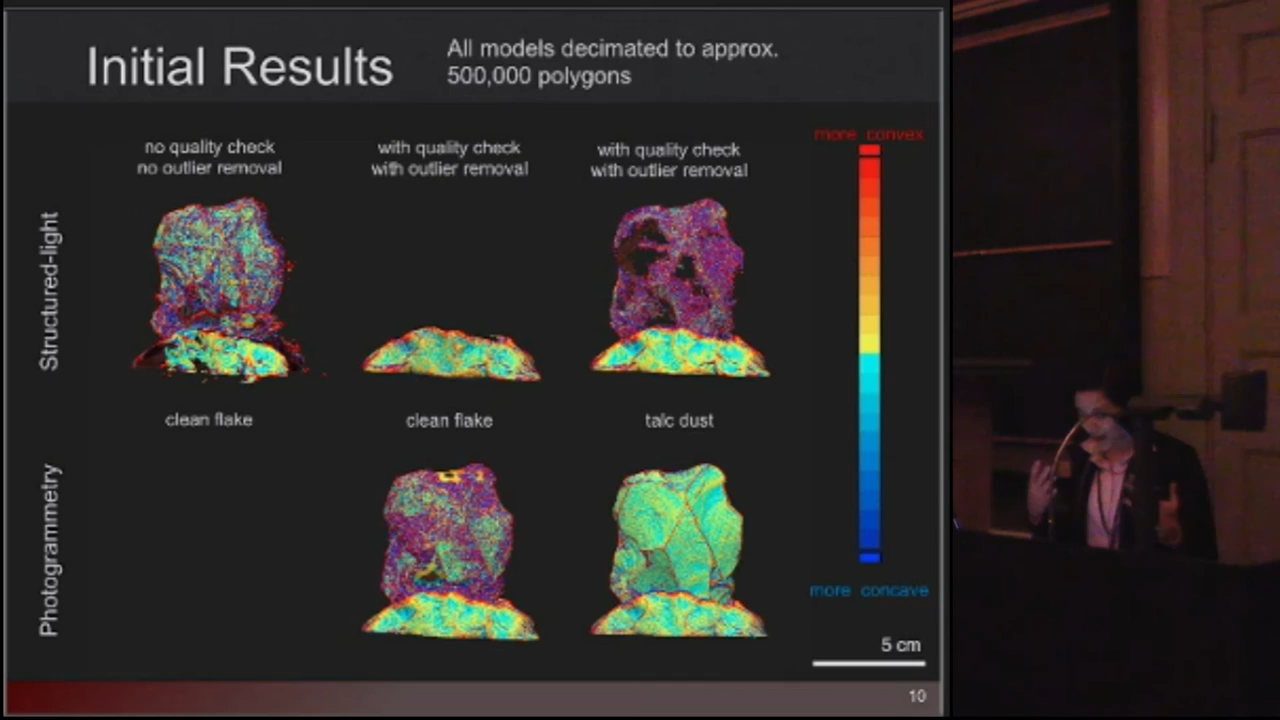 Initial Results
All models decimated to approx.
500,000 polygons
no quality check
no outlier removal
with quality check
with outlier removal
with quality check
with outlier removal
more convex
Structured-light
clean flake
clean flake
talc dust
Photogrammetry
more concave
5 cm
10